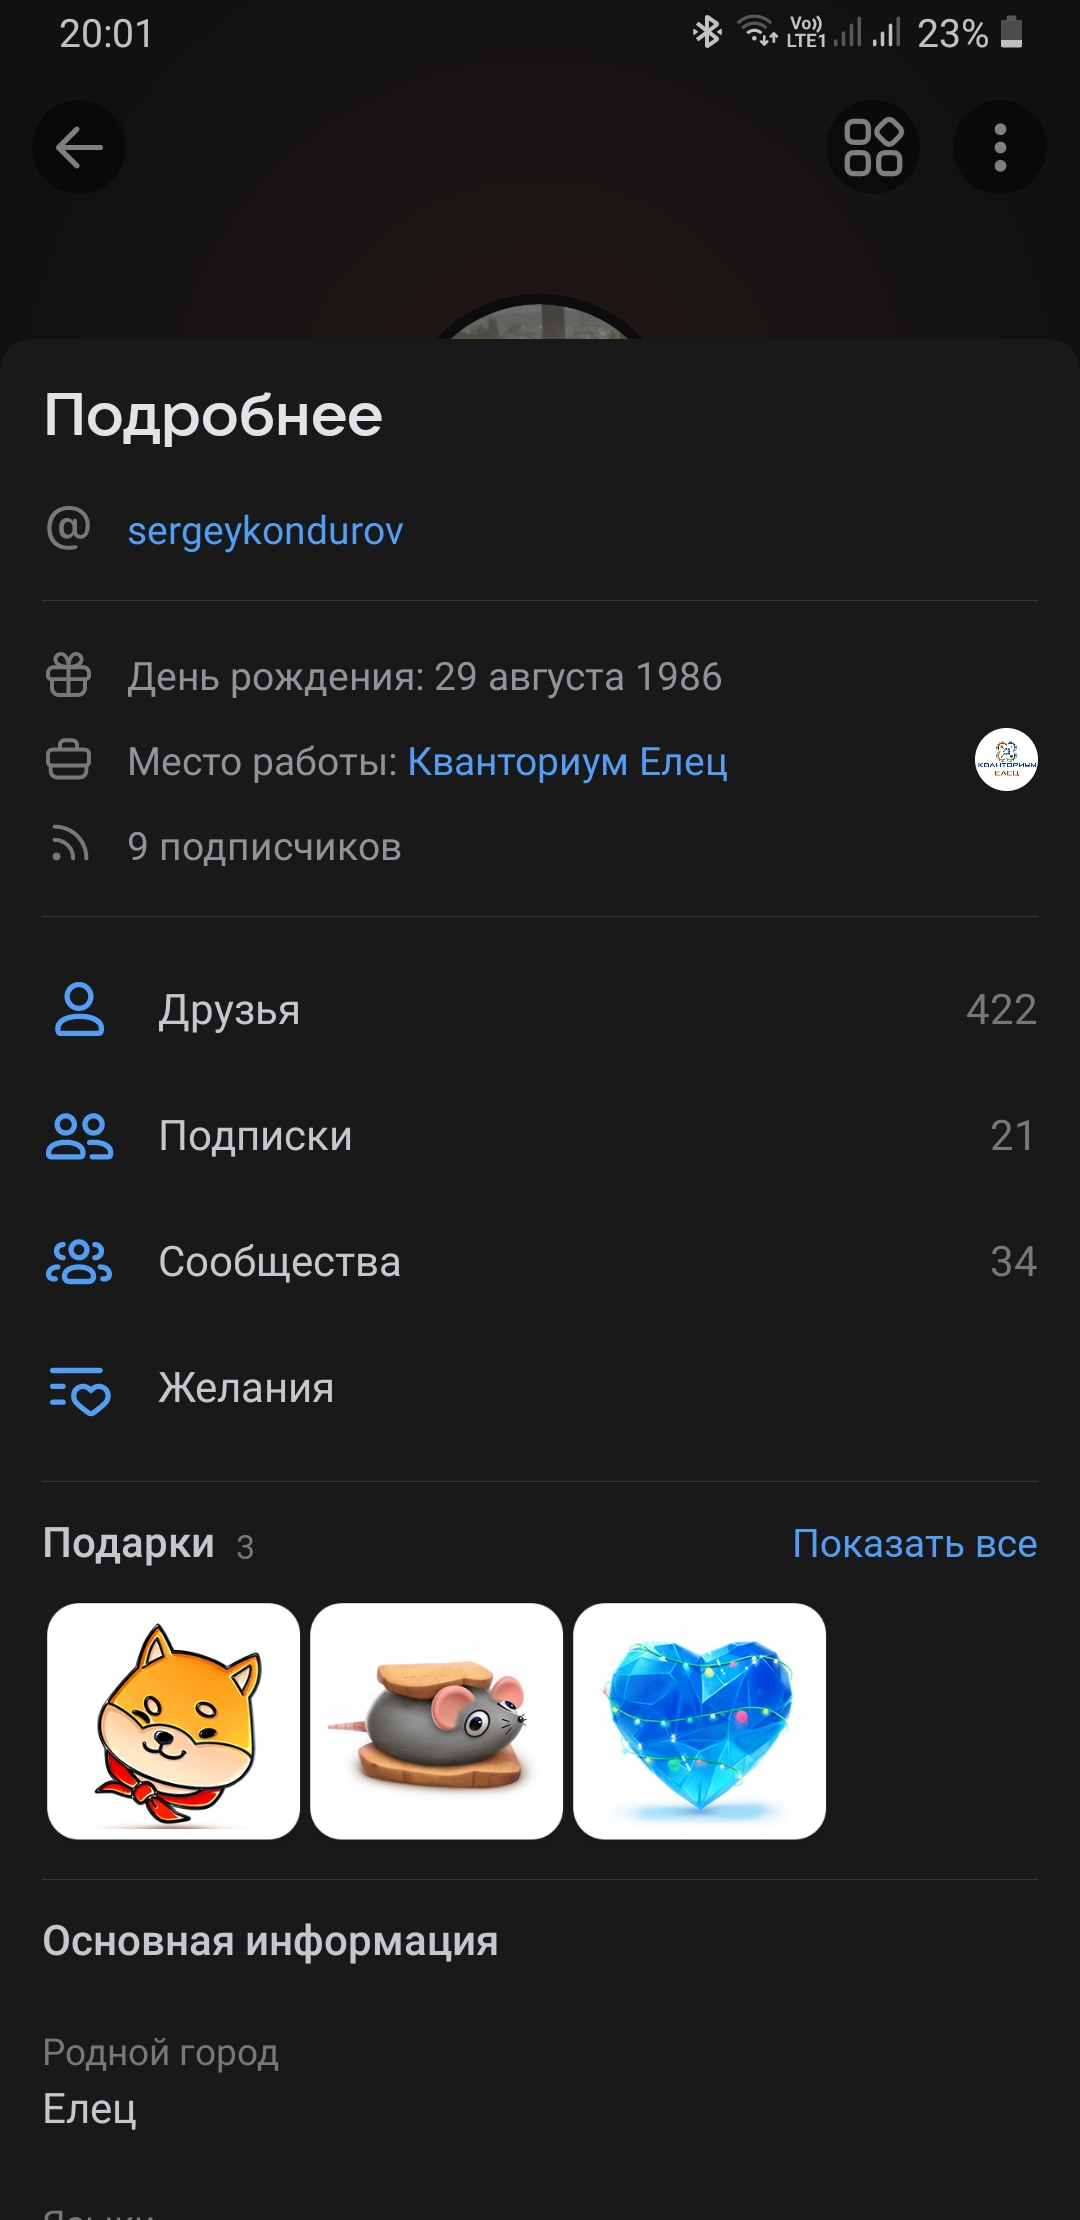 20:01
Vo))
LTE1
23%
Подробнее
@ sergeykondurov
День рождения: 29 августа 1986
Место работы: Кванториум Елец
КВАНТОРИУМ
ЕЛЕЦ
9 подписчиков
Друзья 422
Подписки 21
Сообщества 34
Желания
Подарки 3 Показать все
Основная информация
Родной город
Елец
Языки